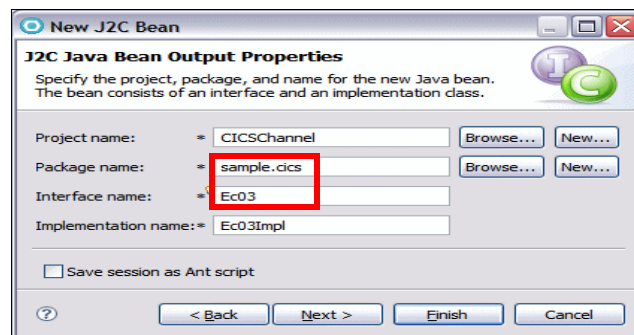 New J2C Bean
J2C Java Bean Output Properties
Specify the project, package, and name for the new Java bean.
The bean consists of an interface and an implementation class.
I C
Project name: * CICSChannel Browse... New...
Package name: * sample.cics Browse... New...
Interface name: * Ec03
Implementation name:* Ec03Impl
Save session as Ant script
? < Back Next > Finish Cancel